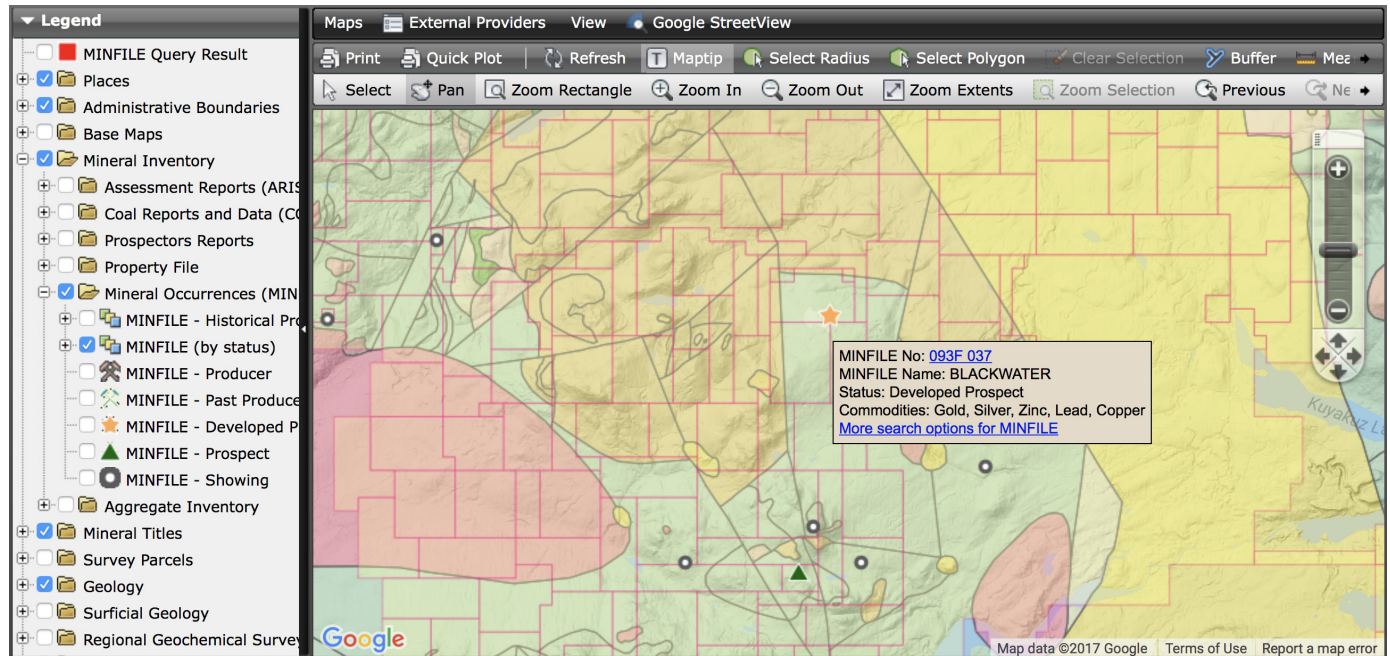 Legend
MINFILE Query Result
Places
Administrative Boundaries
Base Maps
Mineral Inventory
Assessment Reports (ARIS
Coal Reports and Data (CO
Prospectors Reports
Property File
Mineral Occurrences (MIN
MINFILE - Historical Pro
MINFILE (by status)
MINFILE - Producer
MINFILE - Past Produce
MINFILE - Developed P
MINFILE - Prospect
MINFILE - Showing
Aggregate Inventory
Mineral Titles
Survey Parcels
Geology
Surficial Geology
Regional Geochemical Survey
Maps External Providers View Google StreetView
Print Quick Plot Refresh Maptip Select Radius Select Polygon Clear Selection Buffer Mea
Select Pan Zoom Rectangle Zoom In Zoom Out Zoom Extents Zoom Selection Previous Ne
MINFILE No: 093F 037
MINFILE Name: BLACKWATER
Status: Developed Prospect
Commodities: Gold, Silver, Zinc, Lead, Copper
More search options for MINFILE
Kuyakuz L
Google
Map data ©2017 Google Terms of Use Report a map error